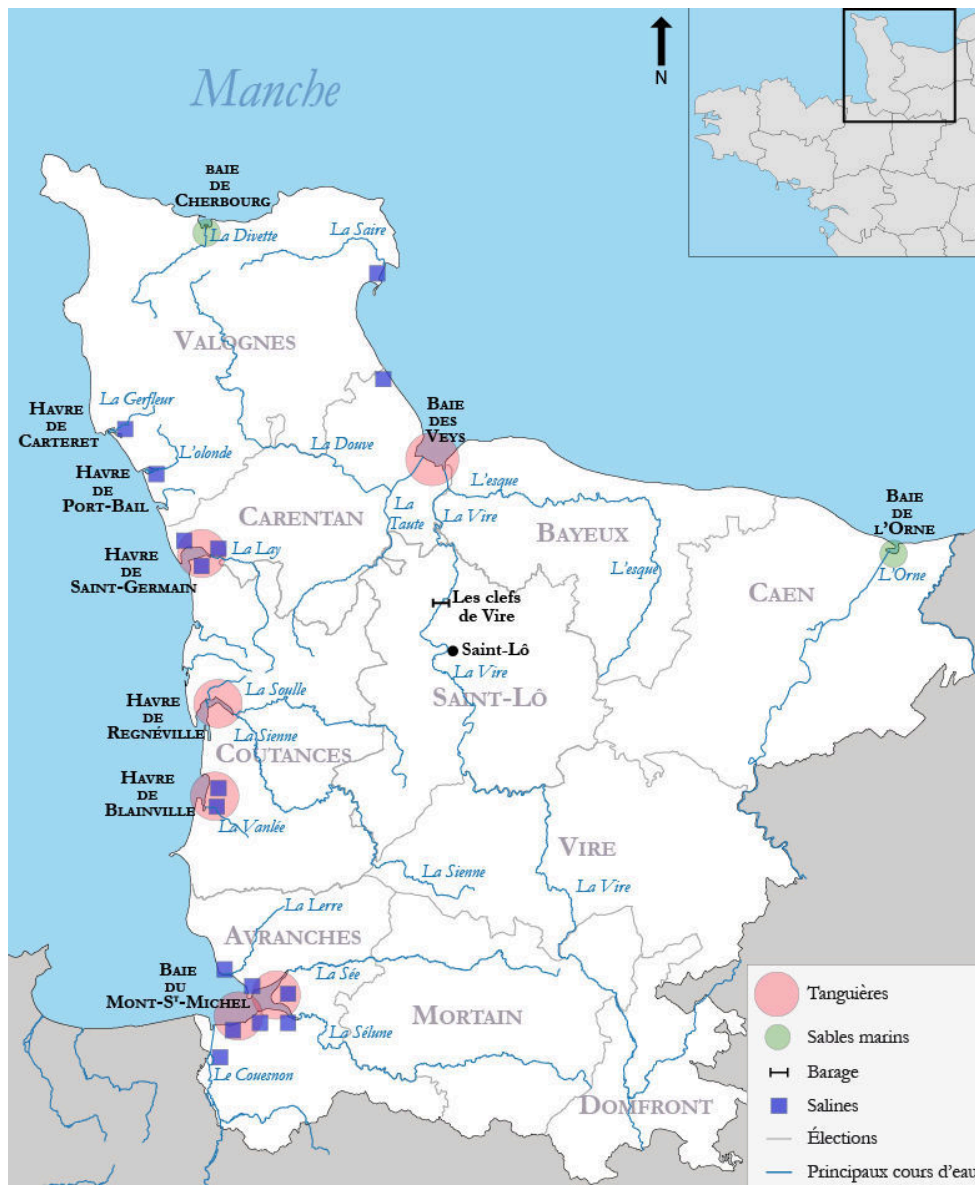 Manche
N
BAIE
DE
CHERBOURG
La Divette
La Saire
VALOGNES
La Gerfleur
HAVRE
DE
CARTERET
L'olonde
HAVRE
DE
PORT-BAIL
La Douve
BAIE
DES
VEYS
L'esque
CARENTAN
La
Taute
La Vire
BAYEUX
BAIE
DE
L'ORNE
L'Orne
HAVRE
DE
SAINT-GERMAIN
La Lay
L'esque
CAEN
Les clefs
de Vire
Saint-Lô
La Vire
SAINT-LÔ
HAVRE
DE
REGNÉVILLE
La Soulle
La Sienne
COUTANCES
HAVRE
DE
BLAINVILLE
La Vanlée
VIRE
La Sienne
La Vire
La Lerre
AVRANCHES
BAIE
DU
MONT-ST-MICHEL
La Sée
MORTAIN
La Sélune
Le Couesnon
DOMFRONT
Tanguières
Sables marins
Barage
Salines
Élections
Principaux cours d'eau